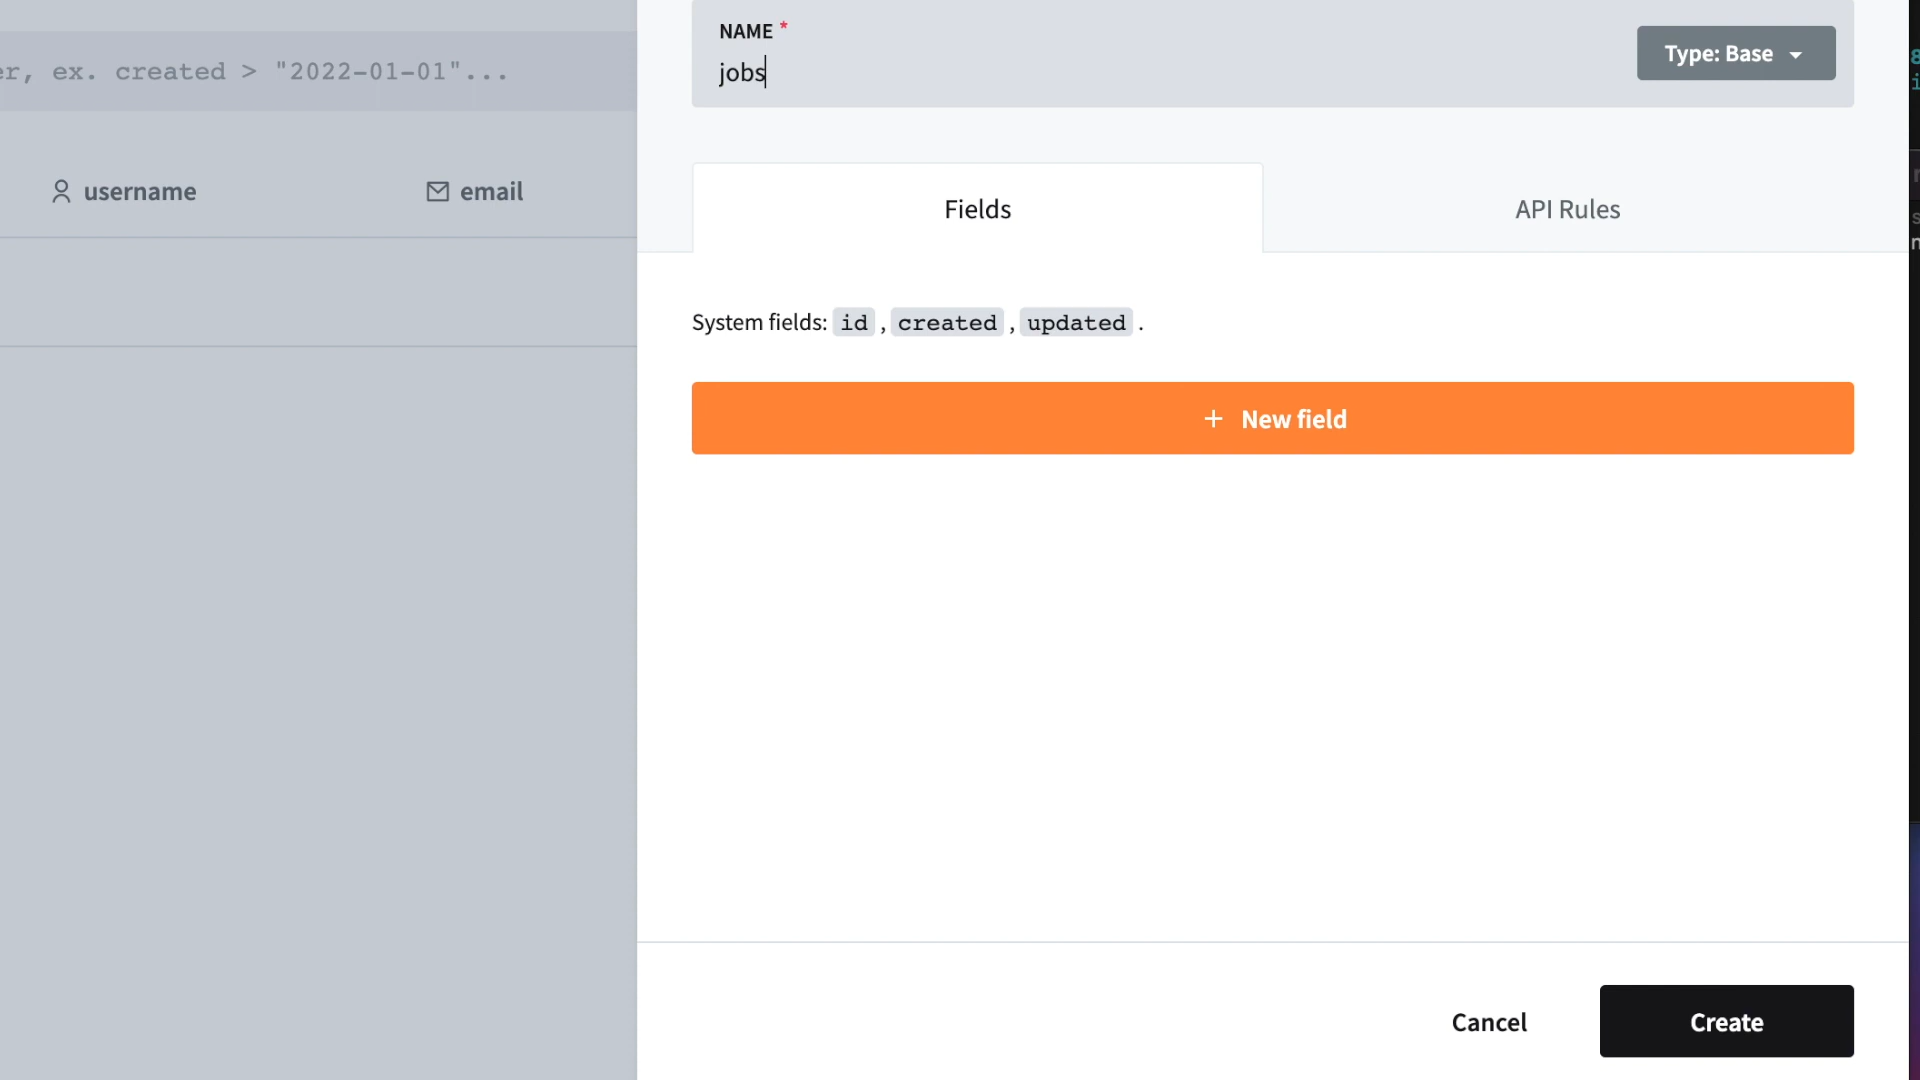 er, ex. created > "2022-01-01"...
username
email
NAME *
jobs
Type: Base
Fields
API Rules
System fields: id , created , updated .
+ New field
Cancel
Create